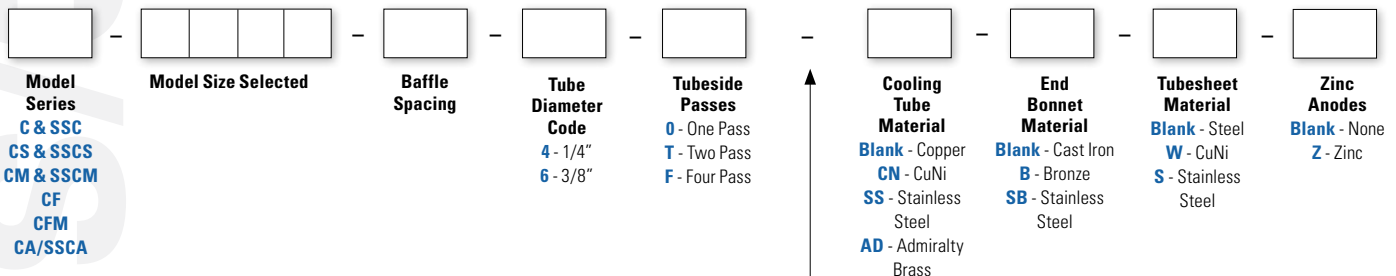 – – – – – – – –
Model
Series
C & SSC
CS & SSCS
CM & SSCM
CF
CFM
CA/SSCA
Model Size Selected
Baffle
Spacing
Tube
Diameter
Code
4 - 1/4”
6 - 3/8”
Tubeside
Passes
0 - One Pass
T - Two Pass
F - Four Pass
Cooling
Tube
Material
Blank - Copper
CN - CuNi
SS - Stainless
Steel
AD - Admiralty
Brass
End
Bonnet
Material
Blank - Cast Iron
B - Bronze
SB - Stainless
Steel
Tubesheet
Material
Blank - Steel
W - CuNi
S - Stainless
Steel
Zinc
Anodes
Blank - None
Z - Zinc